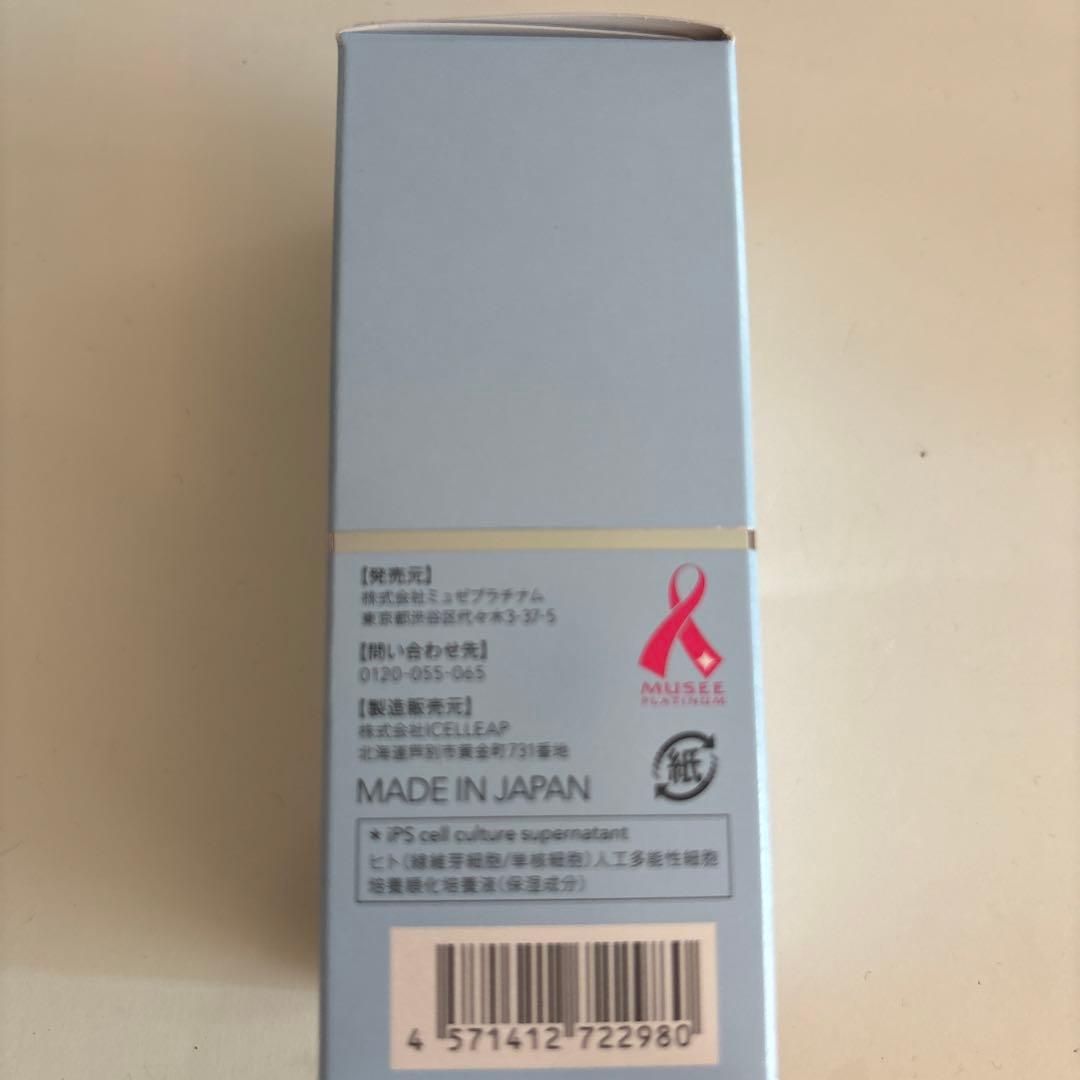 【発売元】
株式会社ミュゼプラチナム
東京都渋谷区代々木3-37-5
【問い合わせ先】
0120-055-065
【製造販売元】
株式会社ICELLEAP
北海道芦別市黄金町731番地
MADE IN JAPAN
MUSEE
PLATINUM
紙
* iPS cell culture supernatant
ヒト(線維芽細胞/単核細胞)人工多能性細胞
培養順化培養液(保湿成分)
4 571412 722980